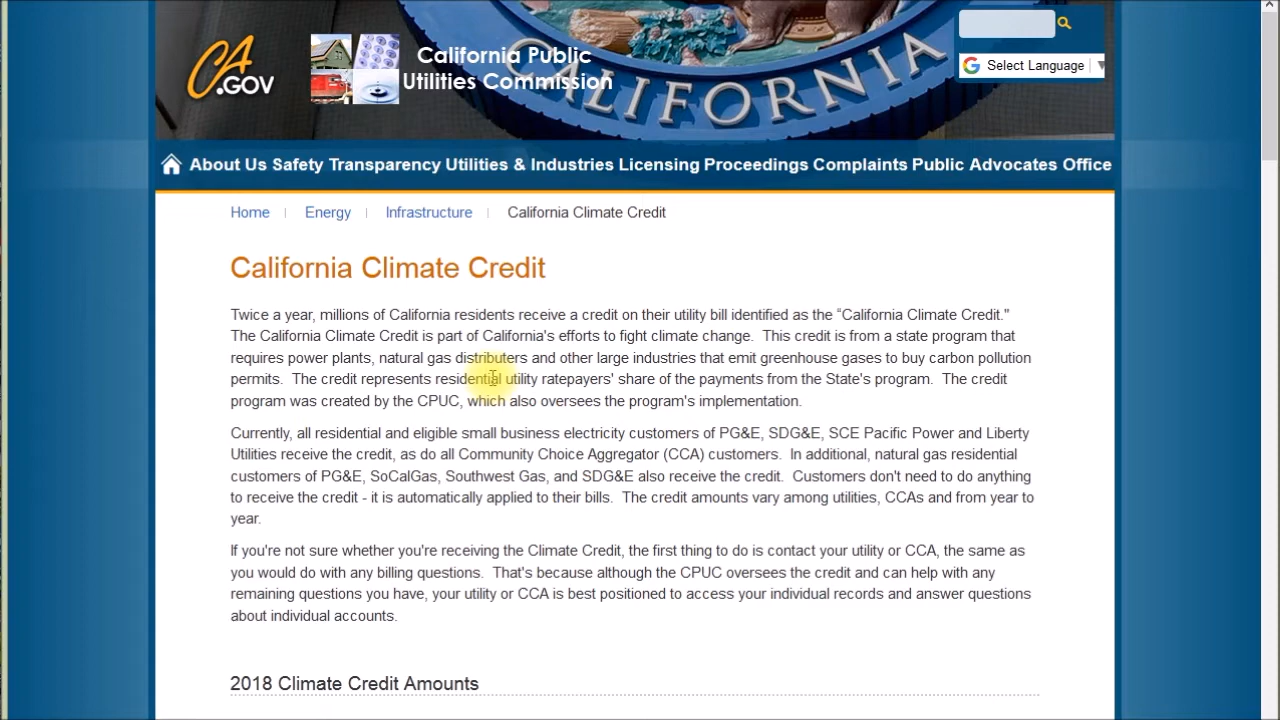 CA.GOV
California Public
Utilities Commission
CALIFORNIA
Select Language
About Us Safety Transparency Utilities & Industries Licensing Proceedings Complaints Public Advocates Office
Home Energy Infrastructure California Climate Credit
California Climate Credit
Twice a year, millions of California residents receive a credit on their utility bill identified as the “California Climate Credit."
The California Climate Credit is part of California's efforts to fight climate change.  This credit is from a state program that
requires power plants, natural gas distributers and other large industries that emit greenhouse gases to buy carbon pollution
permits.  The credit represents residential utility ratepayers' share of the payments from the State's program.  The credit
program was created by the CPUC, which also oversees the program's implementation.
Currently, all residential and eligible small business electricity customers of PG&E, SDG&E, SCE Pacific Power and Liberty
Utilities receive the credit, as do all Community Choice Aggregator (CCA) customers.  In additional, natural gas residential
customers of PG&E, SoCalGas, Southwest Gas, and SDG&E also receive the credit.  Customers don't need to do anything
to receive the credit - it is automatically applied to their bills.  The credit amounts vary among utilities, CCAs and from year to
year.
If you're not sure whether you're receiving the Climate Credit, the first thing to do is contact your utility or CCA, the same as
you would do with any billing questions.  That's because although the CPUC oversees the credit and can help with any
remaining questions you have, your utility or CCA is best positioned to access your individual records and answer questions
about individual accounts.
2018 Climate Credit Amounts